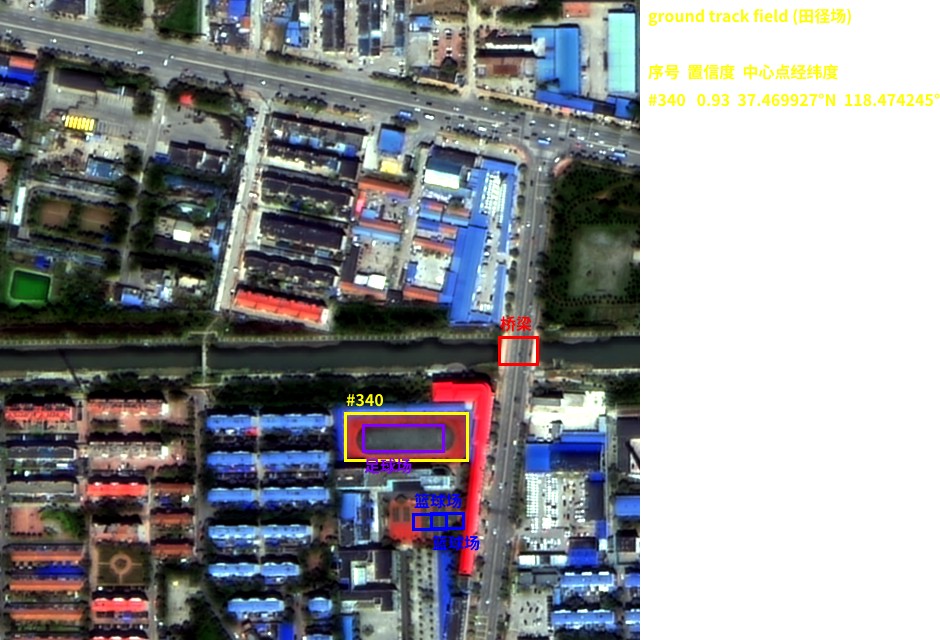 ground track field (田径场)
序号 置信度 中心点经纬度
#340 0.93 37.469927°N 118.474245°
桥梁
#340
足球场
篮球场
篮球场